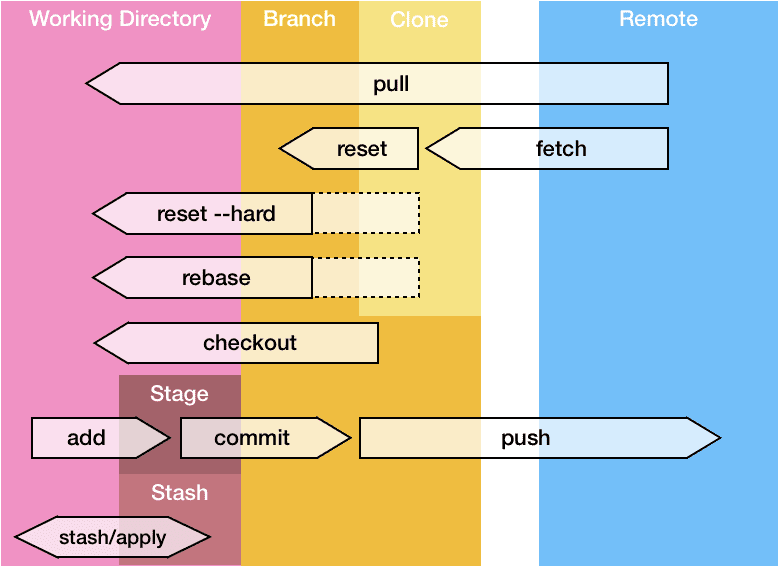 Working Directory
Branch
Clone
Remote
pull
reset
fetch
reset --hard
rebase
checkout
Stage
add
commit
push
Stash
stash/apply